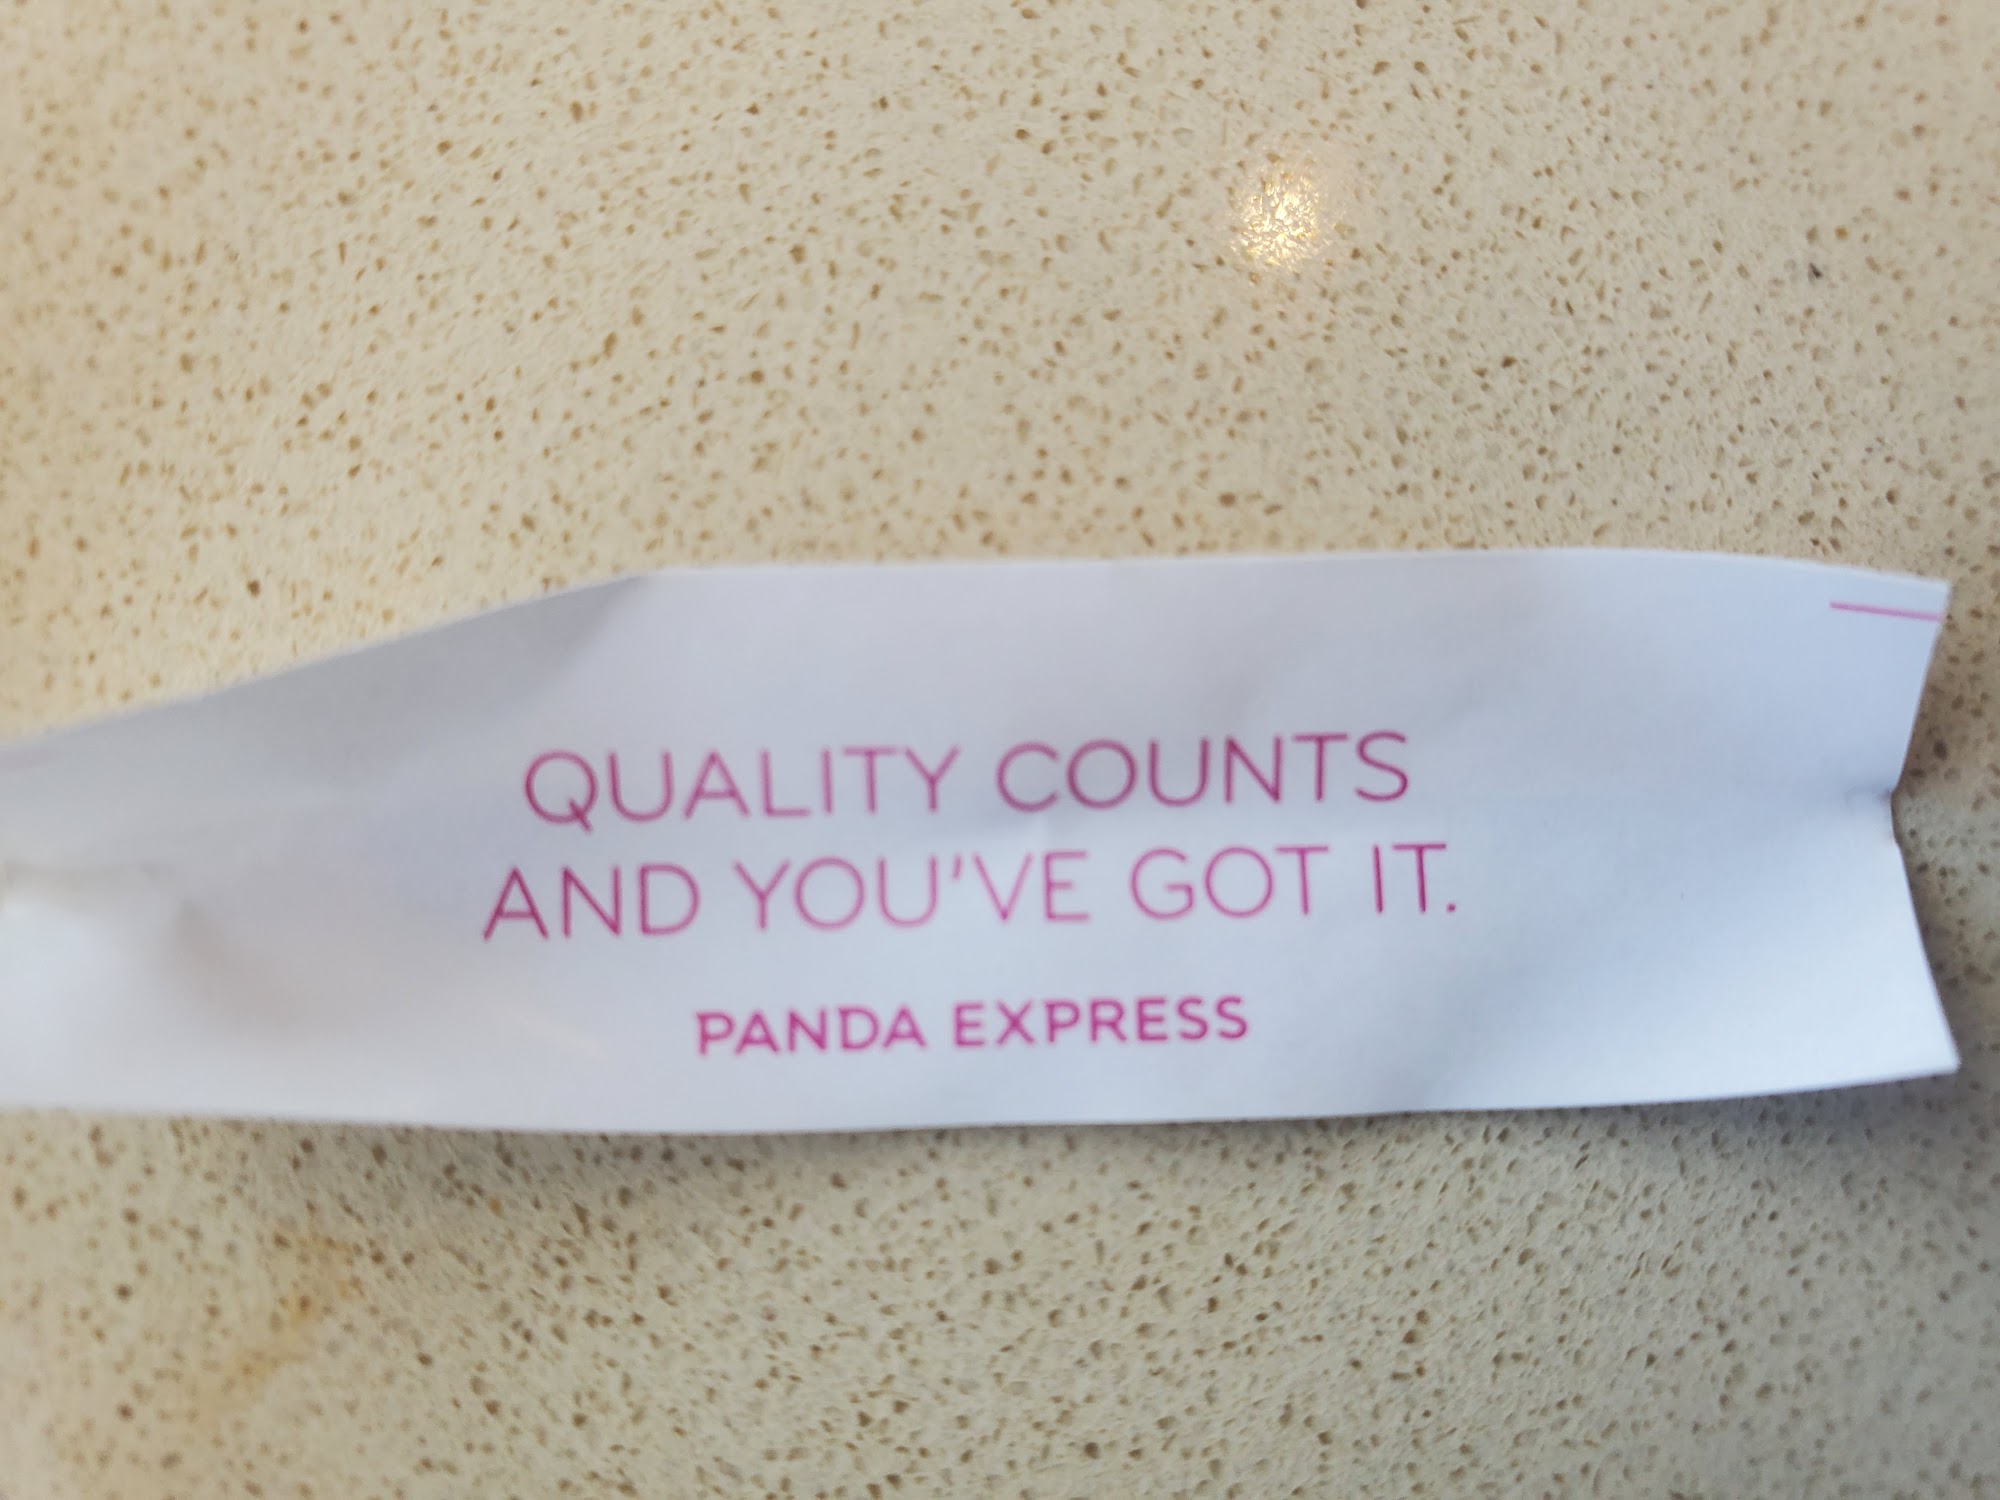 QUALITY COUNTS
AND YOU'VE GOT IT.
PANDA EXPRESS